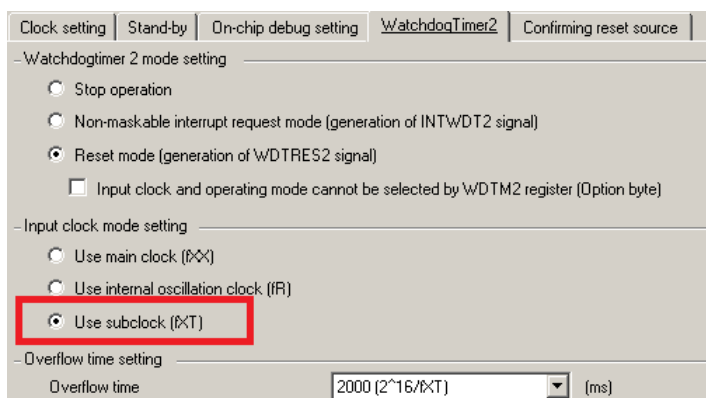 Clock setting Stand-by On-chip debug setting WatchdogTimer2 Confirming reset source
Watchdogtimer 2 mode setting
Stop operation
Non-maskable interrupt request mode (generation of INTWDT2 signal)
Reset mode (generation of WDTRES2 signal)
Input clock and operating mode cannot be selected by WDTM2 register (Option byte)
Input clock mode setting
Use main clock (fXX)
Use internal oscillation clock (fR)
Use subclock (fXT)
Overflow time setting
Overflow time 2000 (2^16/fXT) (ms)